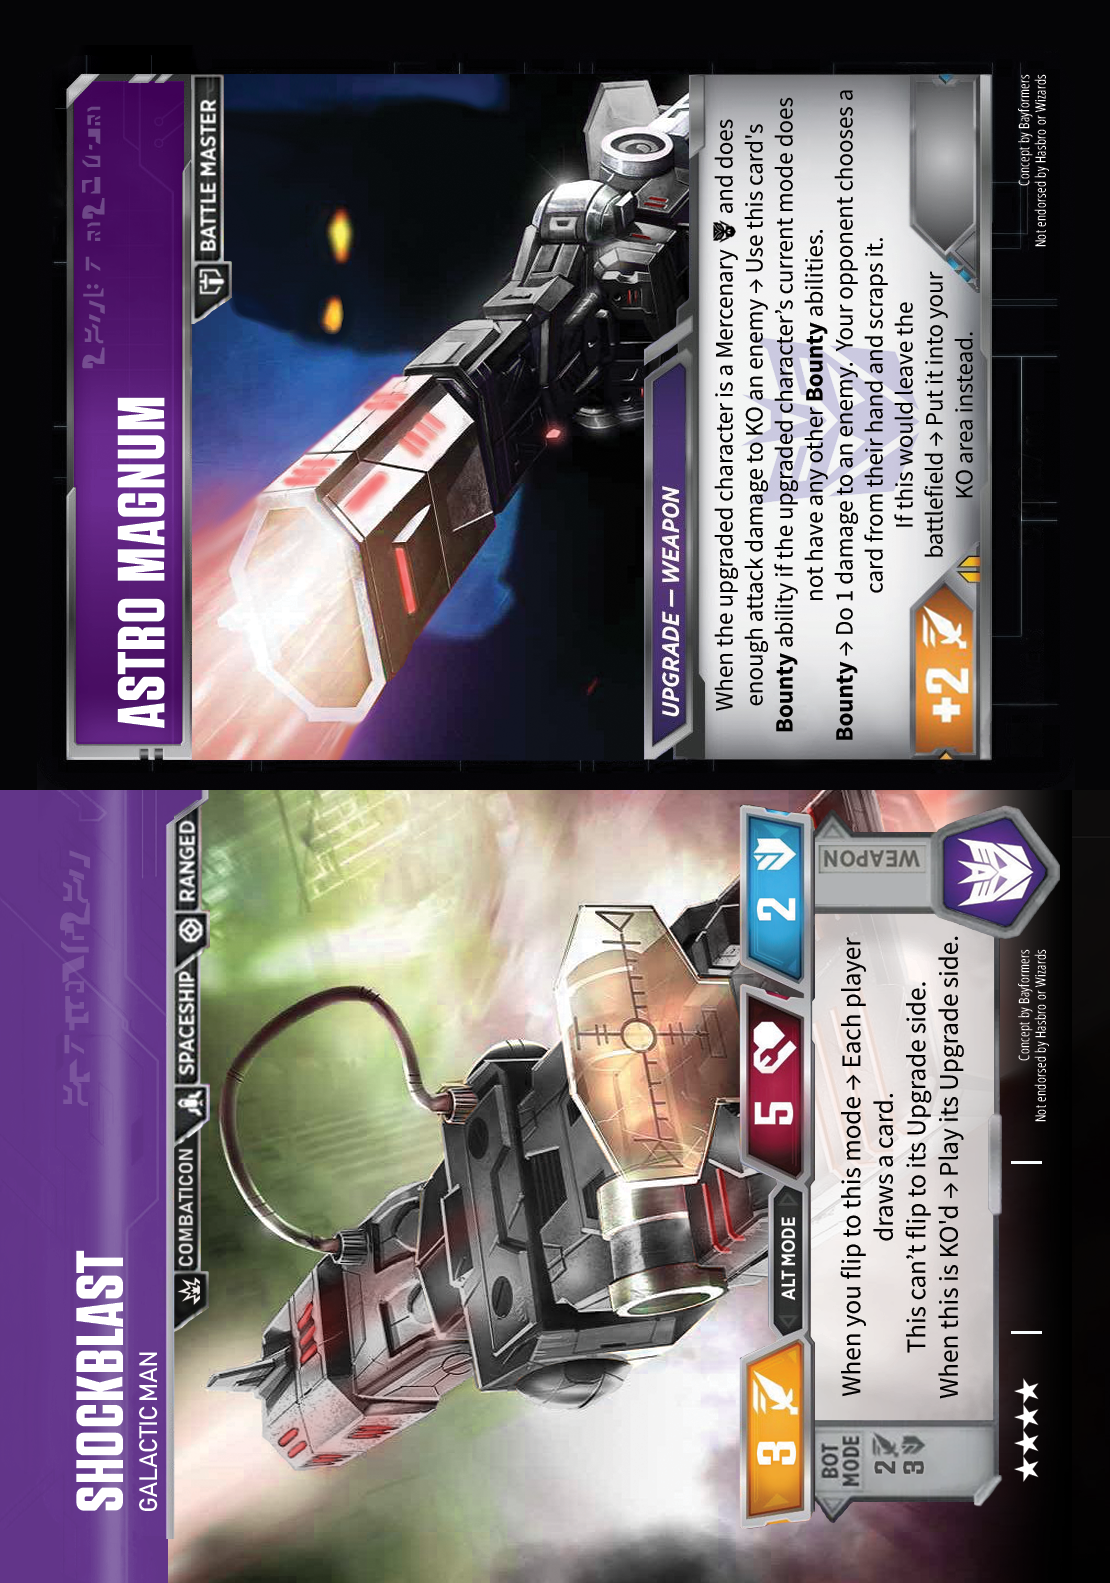 ASTRO MAGNUM
BATTLE MASTER
UPGRADE – WEAPON
When the upgraded character is a Mercenary and does
enough attack damage to KO an enemy → Use this card's
Bounty ability if the upgraded character's current mode does
not have any other Bounty abilities.
Bounty → Do 1 damage to an enemy. Your opponent chooses a
card from their hand and scraps it.
If this would leave the
battlefield → Put it into your
KO area instead.
+2
Concept by Bayformers
Not endorsed by Hasbro or Wizards
SHOCKBLAST
GALACTIC MAN
COMBATICON SPACESHIP RANGED
3 ALT MODE 5 2
BOT
MODE
2
3
When you flip to this mode → Each player
draws a card.
This can't flip to its Upgrade side.
When this is KO'd → Play its Upgrade side.
WEAPON
Concept by Bayformers
Not endorsed by Hasbro or Wizards